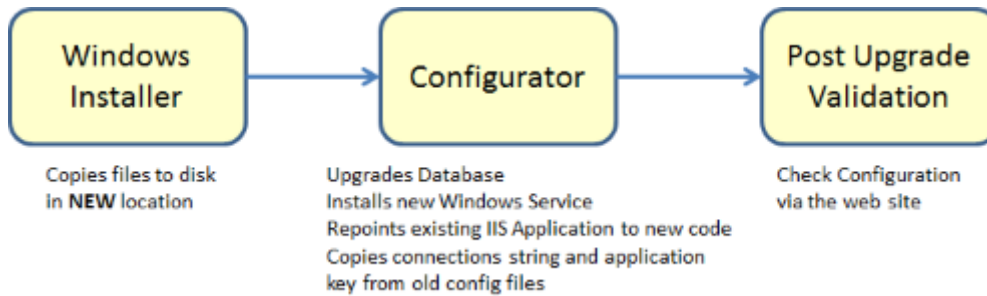 Windows
Installer
Configurator
Post Upgrade
Validation
Copies files to disk
in NEW location
Upgrades Database
Installs new Windows Service
Repoints existing IIS Application to new code
Copies connections string and application
key from old config files
Check Configuration
via the web site